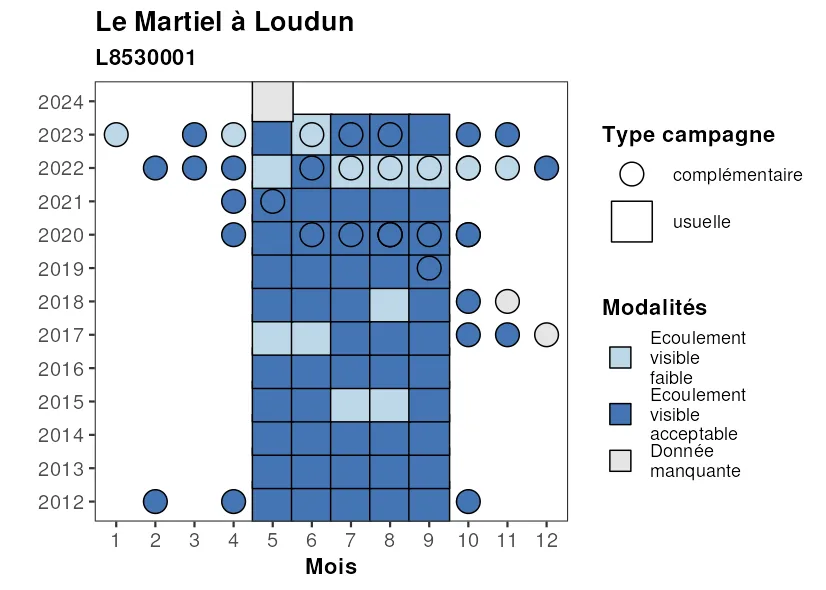 Le Martiel à Loudun
L8530001
2024
2023
2022
2021
2020
2019
2018
2017
2016
2015
2014
2013
2012
1 2 3 4 5 6 7 8 9 10 11 12
Mois
Type campagne
complémentaire
usuelle
Modalités
Ecoulement
visible
faible
Ecoulement
visible
acceptable
Donnée
manquante